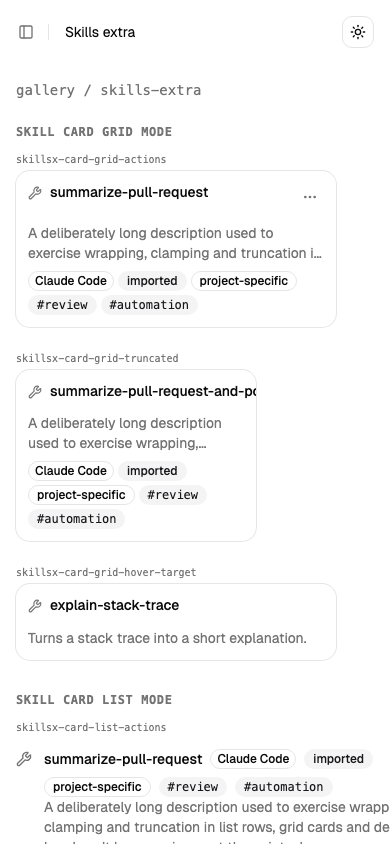 Skills extra
gallery / skills-extra
SKILL CARD GRID MODE
skillsx-card-grid-actions
summarize-pull-request
A deliberately long description used to
exercise wrapping, clamping and truncation i…
Claude Code imported project-specific
#review #automation
skillsx-card-grid-truncated
summarize-pull-request-and-po
A deliberately long description
used to exercise wrapping,…
Claude Code imported
project-specific #review
#automation
skillsx-card-grid-hover-target
explain-stack-trace
Turns a stack trace into a short explanation.
SKILL CARD LIST MODE
skillsx-card-list-actions
summarize-pull-request Claude Code imported
project-specific #review #automation
A deliberately long description used to exercise wrapp
clamping and truncation in list rows, grid cards and de